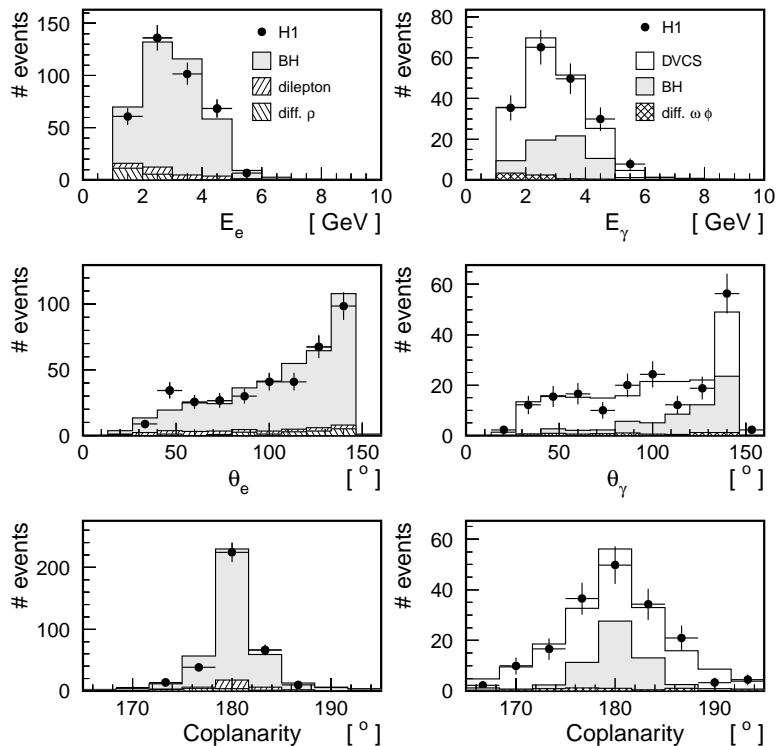 # events
150
100
50
0
H1
BH
dilepton
diff. ρ
0 2 4 6 8 10
E_e [ GeV ]
# events
80
60
40
20
0
H1
DVCS
BH
diff. ω φ
0 2 4 6 8 10
E_γ [ GeV ]
# events
100
50
0
0 50 100 150
θ_e [ ° ]
# events
60
40
20
0
0 50 100 150
θ_γ [ ° ]
# events
200
100
0
170 180 190
Coplanarity [ ° ]
# events
60
40
20
0
170 180 190
Coplanarity [ ° ]